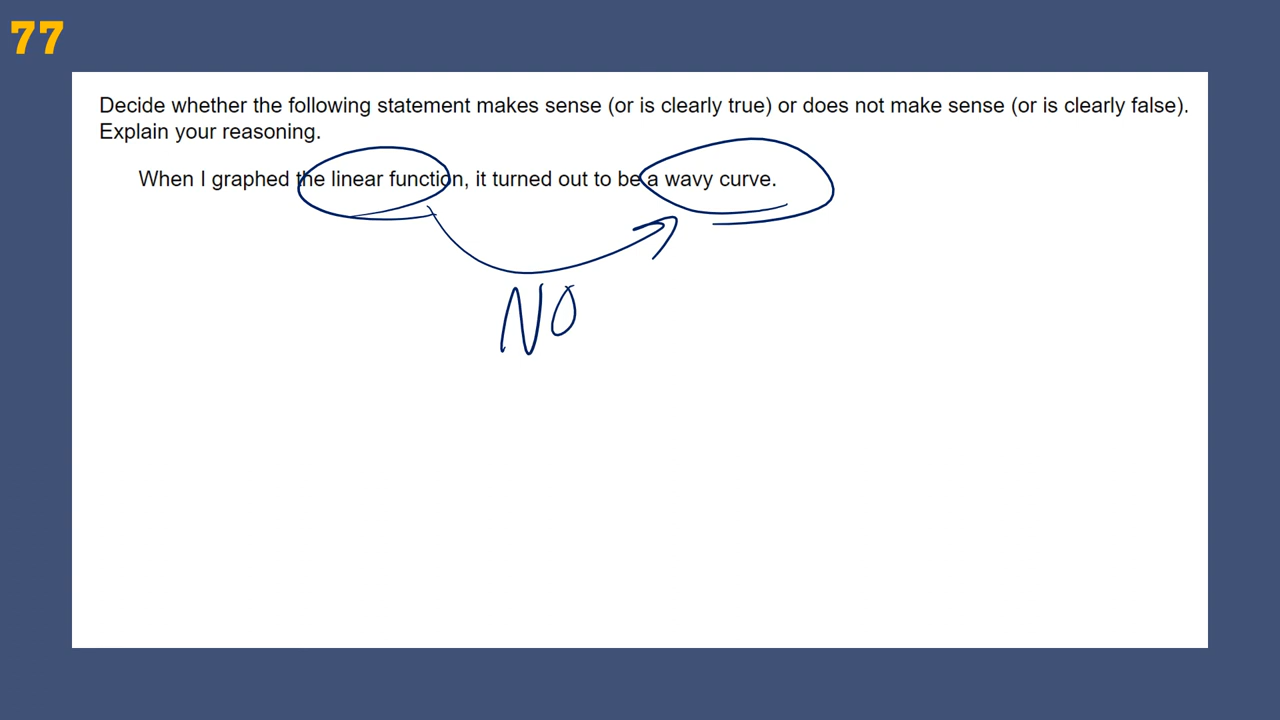 77
Decide whether the following statement makes sense (or is clearly true) or does not make sense (or is clearly false).
Explain your reasoning.
When I graphed the linear function, it turned out to be a wavy curve.
NO